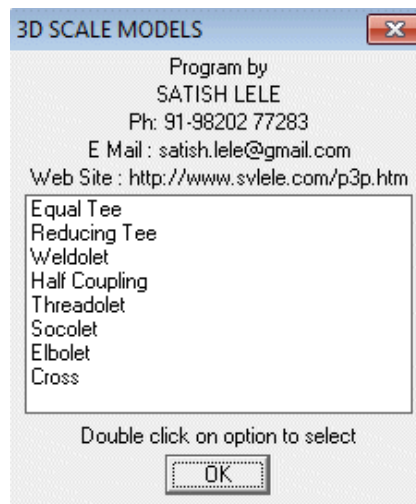 3D SCALE MODELS
Program by
SATISH LELE
Ph: 91-98202 77283
E Mail : satish.lele@gmail.com
Web Site : http://www.svlele.com/p3p.htm
Equal Tee
Reducing Tee
Weldolet
Half Coupling
Threadolet
Socolet
Elbolet
Cross
Double click on option to select
OK